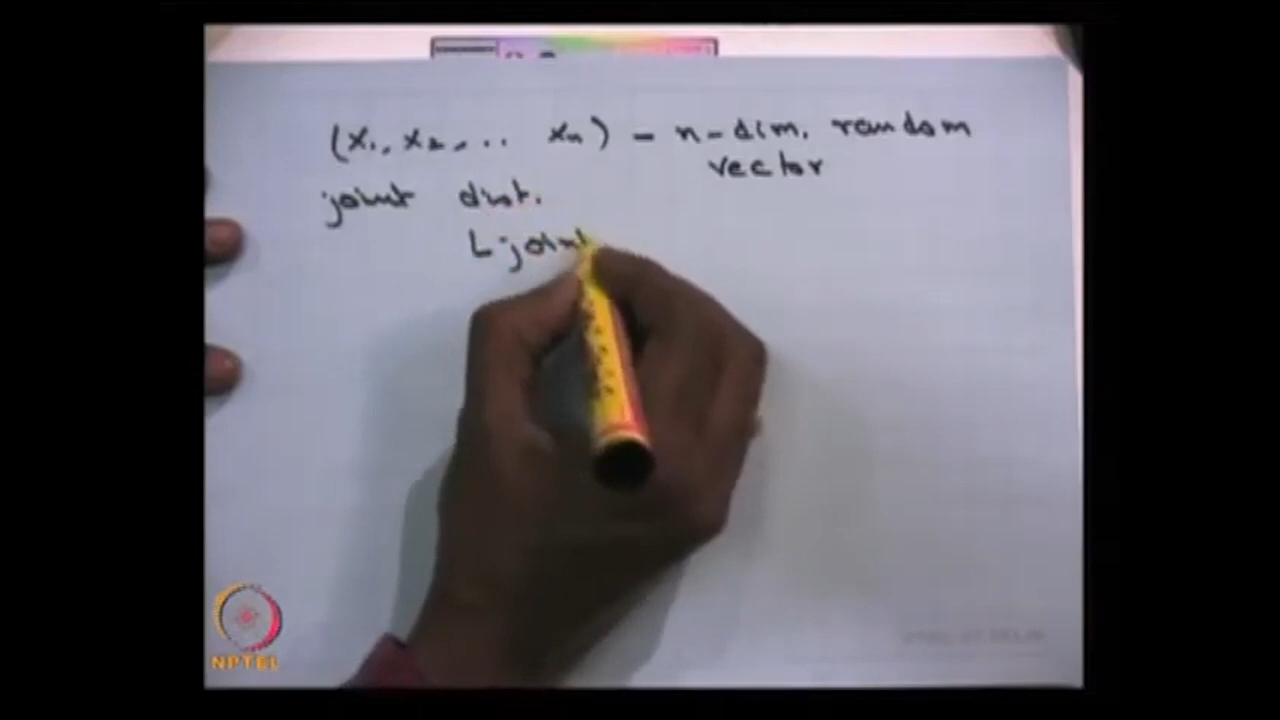 (X₁, X₂, .. Xₙ) – n-dim. random
vector
joint dist.
L joint
NPTEL